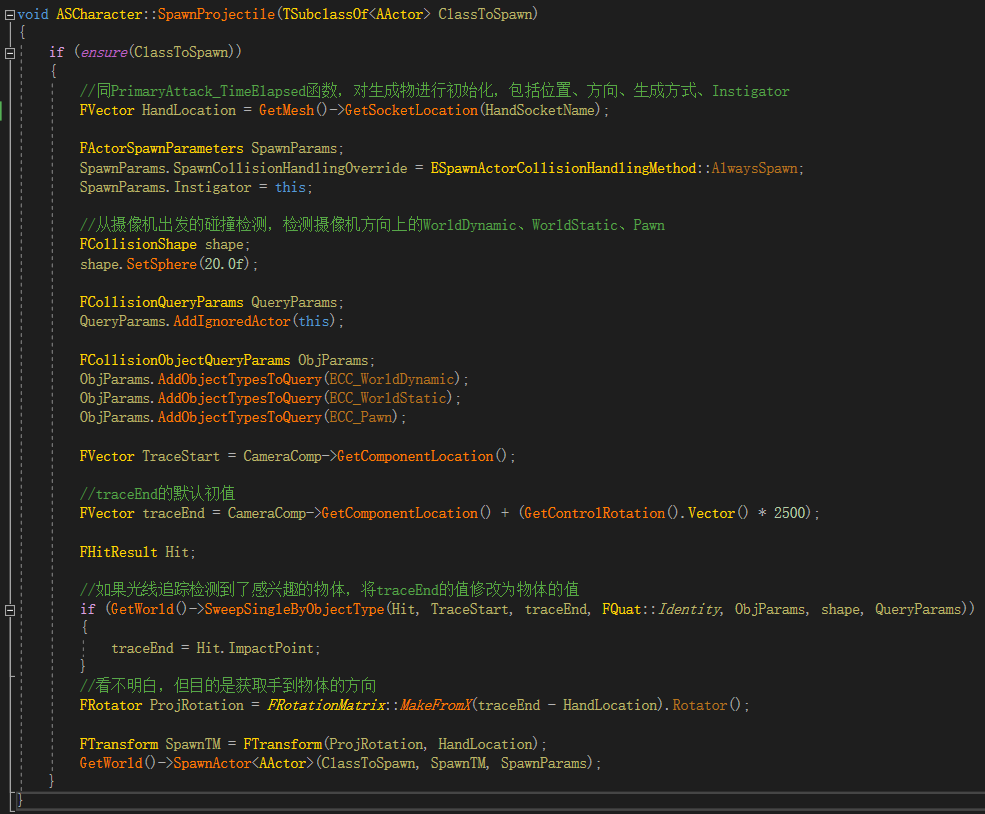 void ASCharacter::SpawnProjectile(TSubclassOf<AActor> ClassToSpawn)
{
if (ensure(ClassToSpawn))
{
//同PrimaryAttack_TimeElapsed函数，对生成物进行初始化，包括位置、方向、生成方式、Instigator
FVector HandLocation = GetMesh()->GetSocketLocation(HandSocketName);
FActorSpawnParameters SpawnParams;
SpawnParams.SpawnCollisionHandlingOverride = ESpawnActorCollisionHandlingMethod::AlwaysSpawn;
SpawnParams.Instigator = this;
//从摄像机出发的碰撞检测，检测摄像机方向上的WorldDynamic、WorldStatic、Pawn
FCollisionShape shape;
shape.SetSphere(20.0f);
FCollisionQueryParams QueryParams;
QueryParams.AddIgnoredActor(this);
FCollisionObjectQueryParams ObjParams;
ObjParams.AddObjectTypesToQuery(ECC_WorldDynamic);
ObjParams.AddObjectTypesToQuery(ECC_WorldStatic);
ObjParams.AddObjectTypesToQuery(ECC_Pawn);
FVector TraceStart = CameraComp->GetComponentLocation();
//traceEnd的默认初值
FVector traceEnd = CameraComp->GetComponentLocation() + (GetControlRotation().Vector() * 2500);
FHitResult Hit;
//如果光线追踪检测到了感兴趣的物体，将traceEnd的值修改为物体的值
if (GetWorld()->SweepSingleByObjectType(Hit, TraceStart, traceEnd, FQuat::Identity, ObjParams, shape, QueryParams))
{
traceEnd = Hit.ImpactPoint;
}
//看不明白，但目的是获取手到物体的方向
FRotator ProjRotation = FRotationMatrix::MakeFromX(traceEnd - HandLocation).Rotator();
FTransform SpawnTM = FTransform(ProjRotation, HandLocation);
GetWorld()->SpawnActor<AActor>(ClassToSpawn, SpawnTM, SpawnParams);
}
}